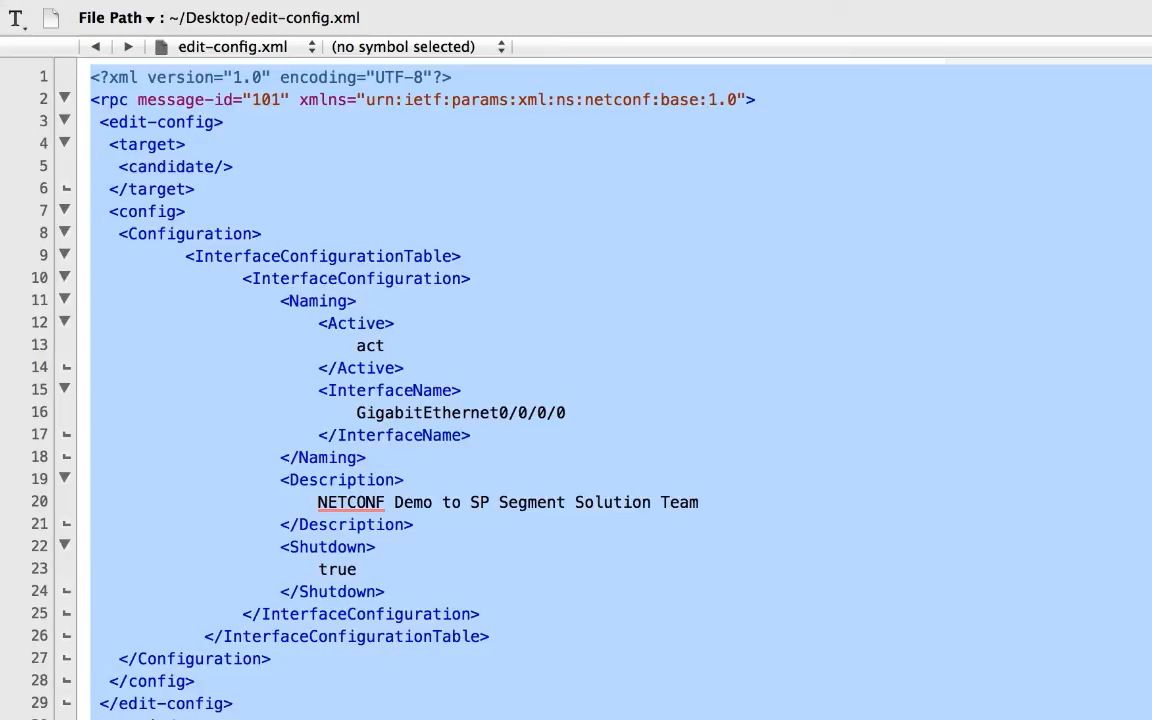 File Path ▾ : ~/Desktop/edit-config.xml
edit-config.xml (no symbol selected)
1 <?xml version="1.0" encoding="UTF-8"?>
2 <rpc message-id="101" xmlns="urn:ietf:params:xml:ns:netconf:base:1.0">
3 <edit-config>
4 <target>
5 <candidate/>
6 </target>
7 <config>
8 <Configuration>
9 <InterfaceConfigurationTable>
10 <InterfaceConfiguration>
11 <Naming>
12 <Active>
13 act
14 </Active>
15 <InterfaceName>
16 GigabitEthernet0/0/0/0
17 </InterfaceName>
18 </Naming>
19 <Description>
20 NETCONF Demo to SP Segment Solution Team
21 </Description>
22 <Shutdown>
23 true
24 </Shutdown>
25 </InterfaceConfiguration>
26 </InterfaceConfigurationTable>
27 </Configuration>
28 </config>
29 </edit-config>